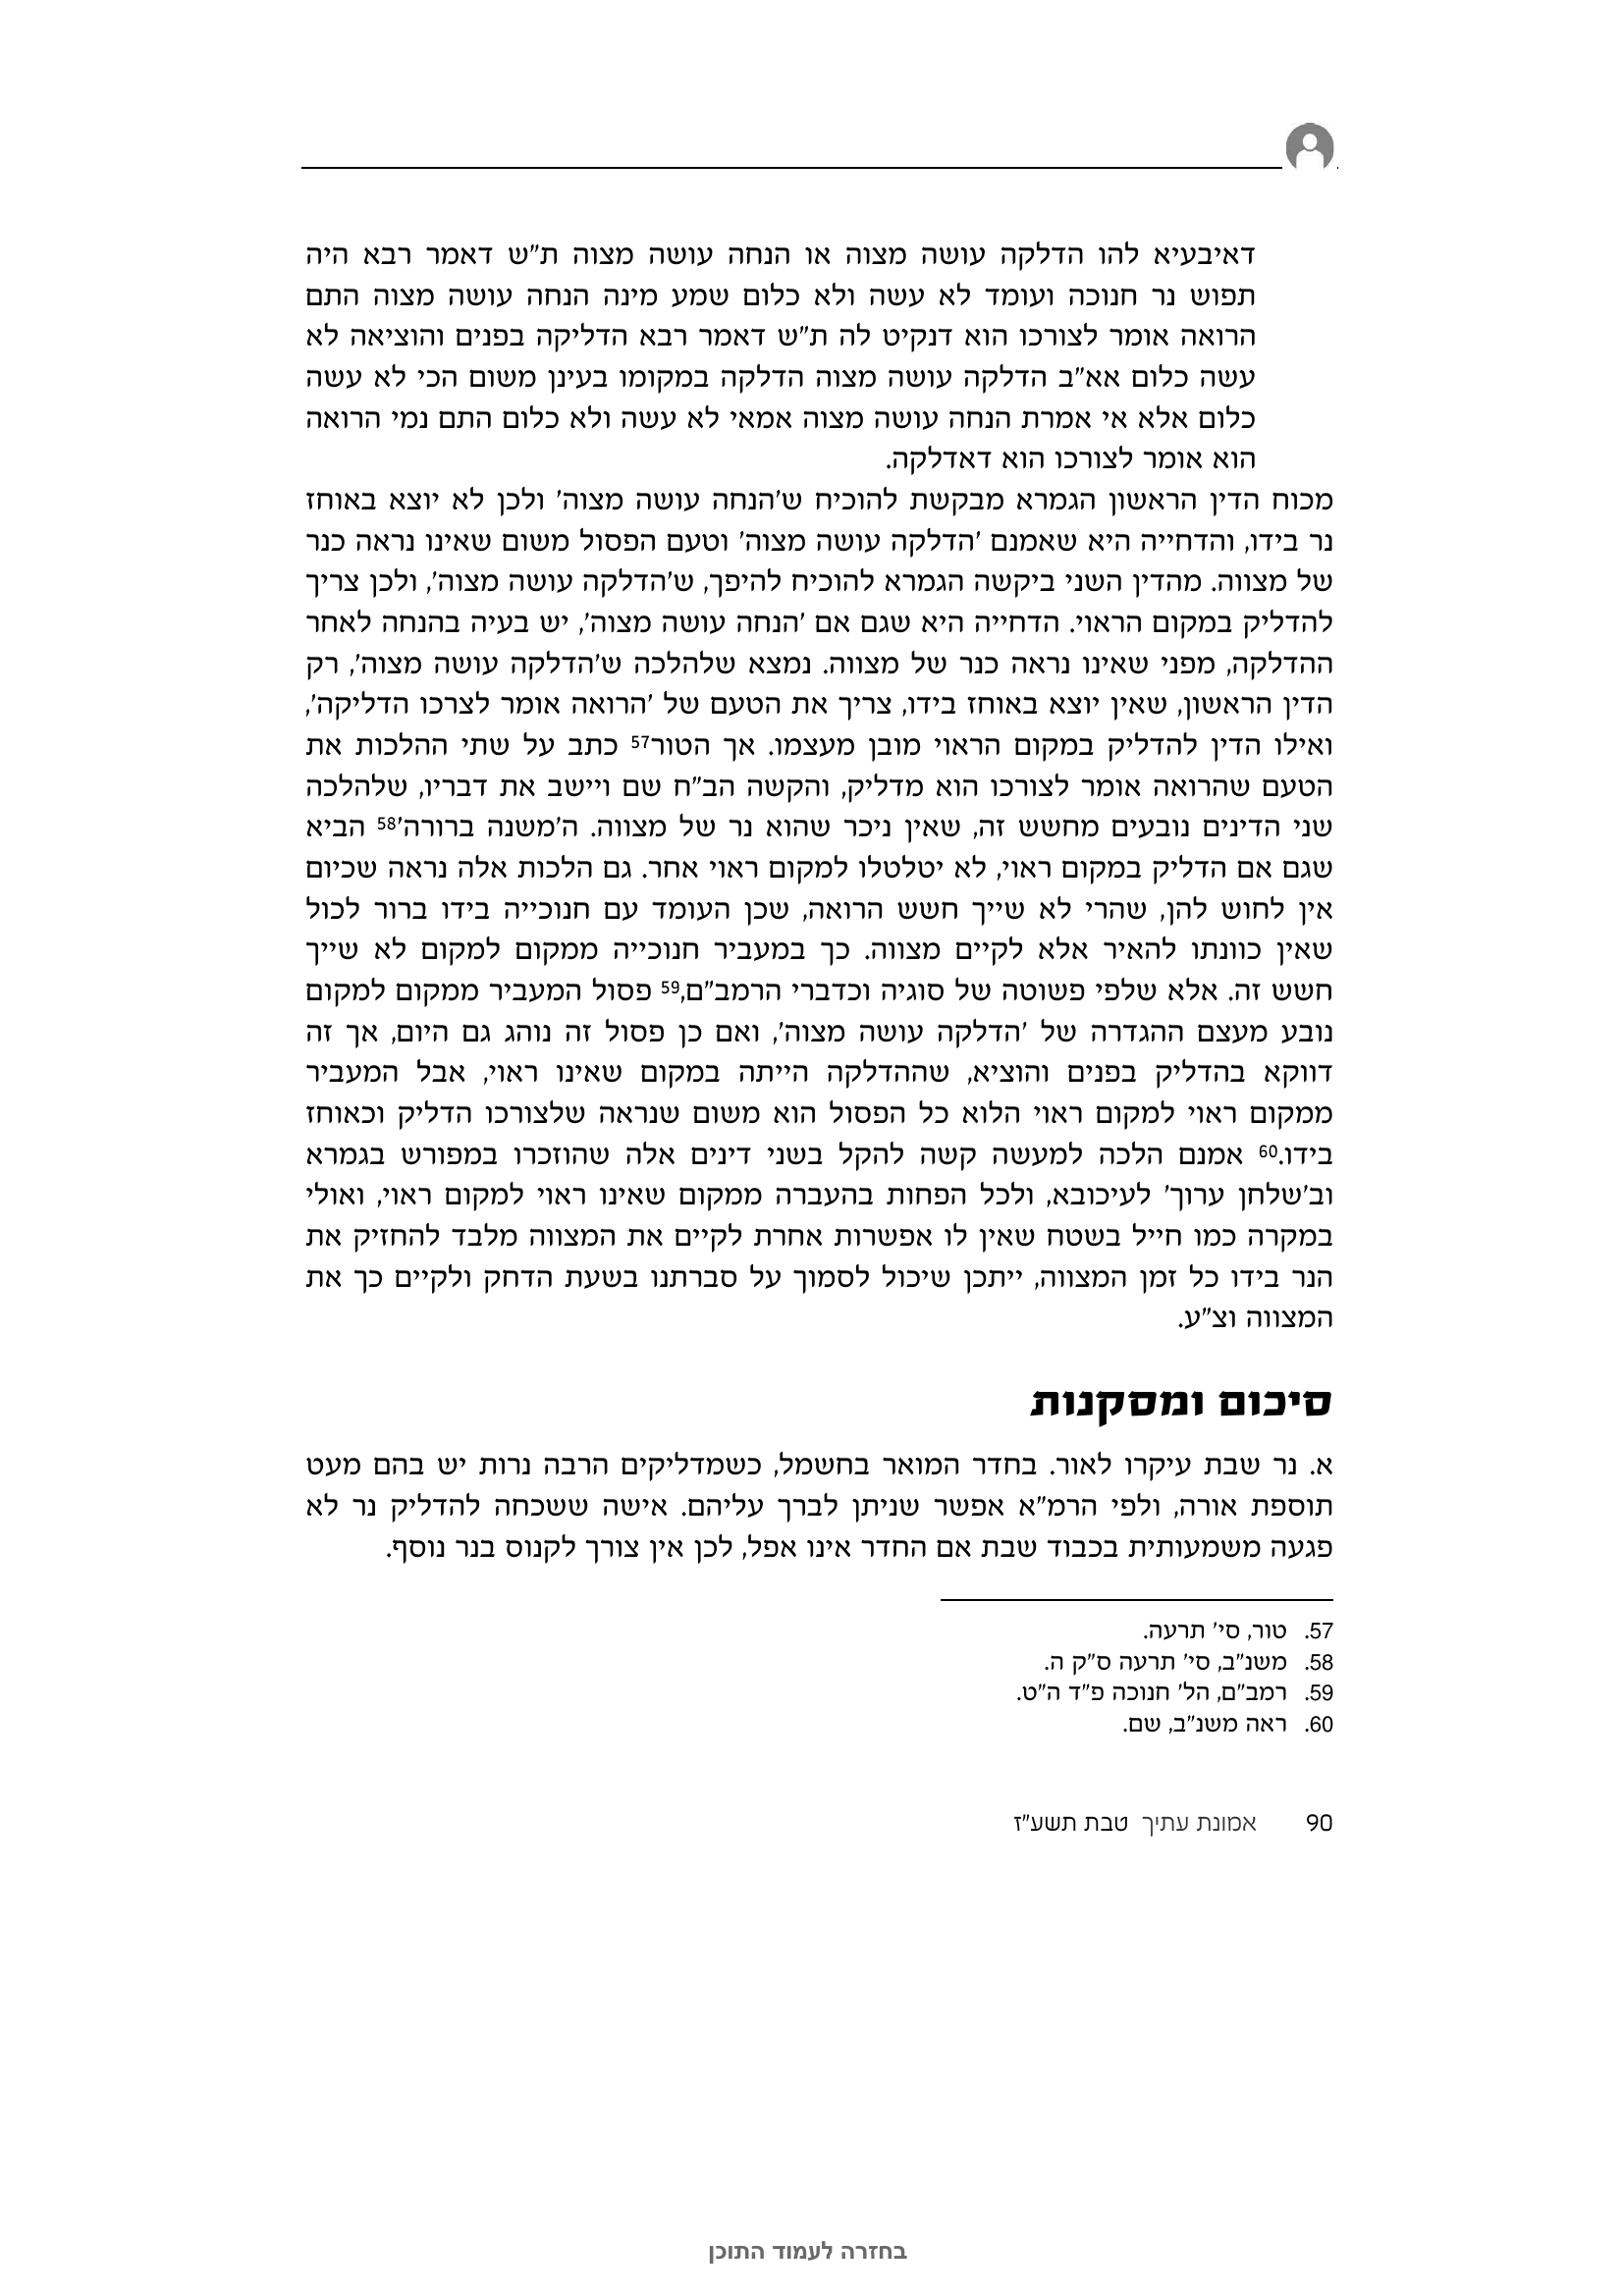 דאיבעיא להו הדלקה עושה מצוה או הנחה עושה מצוה ת"ש דאמר רבא היה
תפוש נר חנוכה ועומד לא עשה ולא כלום שמע מינה הנחה עושה מצוה התם
הרואה אומר לצורכו הוא דנקיט לה ת"ש דאמר רבא הדליקה בפנים והוציאה לא
עשה כלום אא"ב הדלקה עושה מצוה הדלקה במקומו בעינן משום הכי לא עשה
כלום אלא אי אמרת הנחה עושה מצוה אמאי לא עשה ולא כלום התם נמי הרואה
הוא אומר לצורכו הוא דאדלקה.
מכוח הדין הראשון הגמרא מבקשת להוכיח ש'הנחה עושה מצוה' ולכן לא יוצא באוחז
נר בידו, והדחייה היא שאמנם 'הדלקה עושה מצוה' וטעם הפסול משום שאינו נראה כנר
של מצווה. מהדין השני ביקשה הגמרא להוכיח להיפך, ש'הדלקה עושה מצוה', ולכן צריך
להדליק במקום הראוי. הדחייה היא שגם אם 'הנחה עושה מצוה', יש בעיה בהנחה לאחר
ההדלקה, מפני שאינו נראה כנר של מצווה. נמצא שלהלכה ש'הדלקה עושה מצוה', רק
הדין הראשון, שאין יוצא באוחז בידו, צריך את הטעם של 'הרואה אומר לצרכו הדליקה',
ואילו הדין להדליק במקום הראוי מובן מעצמו. אך הטור57 כתב על שתי ההלכות את
הטעם שהרואה אומר לצורכו הוא מדליק, והקשה הב"ח שם ויישב את דבריו, שלהלכה
שני הדינים נובעים מחשש זה, שאין ניכר שהוא נר של מצווה. ה'משנה ברורה'58 הביא
שגם אם הדליק במקום ראוי, לא יטלטלו למקום ראוי אחר. גם הלכות אלה נראה שכיום
אין לחוש להן, שהרי לא שייך חשש הרואה, שכן העומד עם חנוכייה בידו ברור לכול
שאין כוונתו להאיר אלא לקיים מצווה. כך במעביר חנוכייה ממקום למקום לא שייך
חשש זה. אלא שלפי פשוטה של סוגיה וכדברי הרמב"ם,59 פסול המעביר ממקום למקום
נובע מעצם ההגדרה של 'הדלקה עושה מצוה', ואם כן פסול זה נוהג גם היום, אך זה
דווקא בהדליק בפנים והוציא, שההדלקה הייתה במקום שאינו ראוי, אבל המעביר
ממקום ראוי למקום ראוי הלוא כל הפסול הוא משום שנראה שלצורכו הדליק וכאוחז
בידו.60 אמנם הלכה למעשה קשה להקל בשני דינים אלה שהוזכרו במפורש בגמרא
וב'שלחן ערוך' לעיכובא, ולכל הפחות בהעברה ממקום שאינו ראוי למקום ראוי, ואולי
במקרה כמו חייל בשטח שאין לו אפשרות אחרת לקיים את המצווה מלבד להחזיק את
הנר בידו כל זמן המצווה, ייתכן שיכול לסמוך על סברתנו בשעת הדחק ולקיים כך את
המצווה וצ"ע.
סיכום ומסקנות
א. נר שבת עיקרו לאור. בחדר המואר בחשמל, כשמדליקים הרבה נרות יש בהם מעט
תוספת אורה, ולפי הרמ"א אפשר שניתן לברך עליהם. אישה ששכחה להדליק נר לא
פגעה משמעותית בכבוד שבת אם החדר אינו אפל, לכן אין צורך לקנוס בנר נוסף.
57. טור, סי' תרעה.
58. משנ"ב, סי' תרעה ס"ק ה.
59. רמב"ם, הל' חנוכה פ"ד ה"ט.
60. ראה משנ"ב, שם.
90 אמונת עתיך טבת תשע"ז
בחזרה לעמוד התוכן